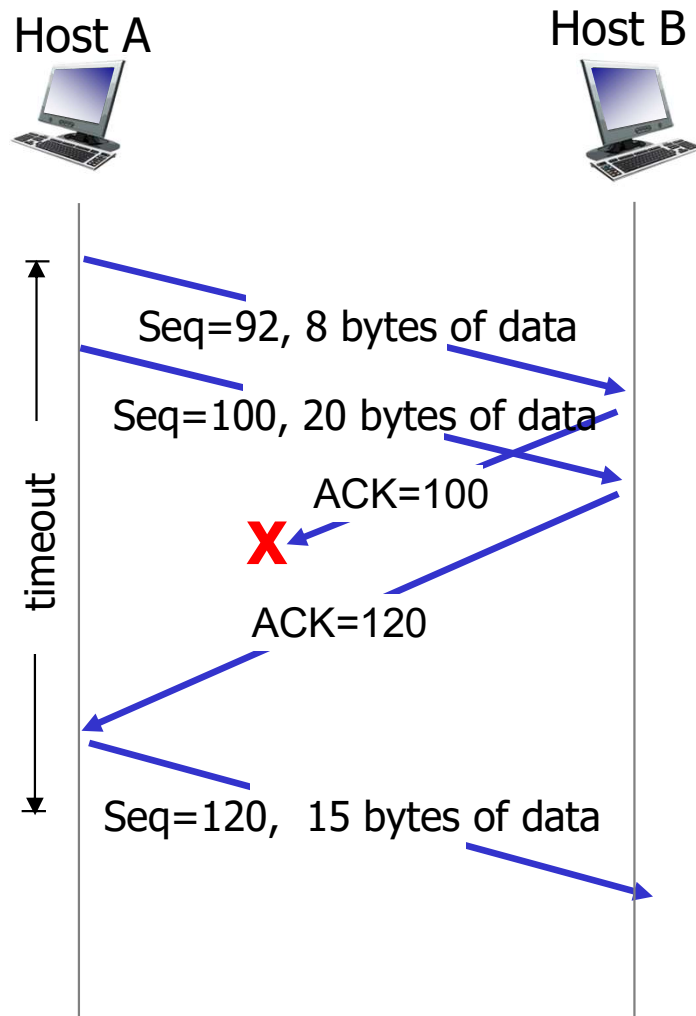 Host A
Host B
Seq=92, 8 bytes of data
Seq=100, 20 bytes of data
ACK=100
X
timeout
ACK=120
Seq=120,  15 bytes of data